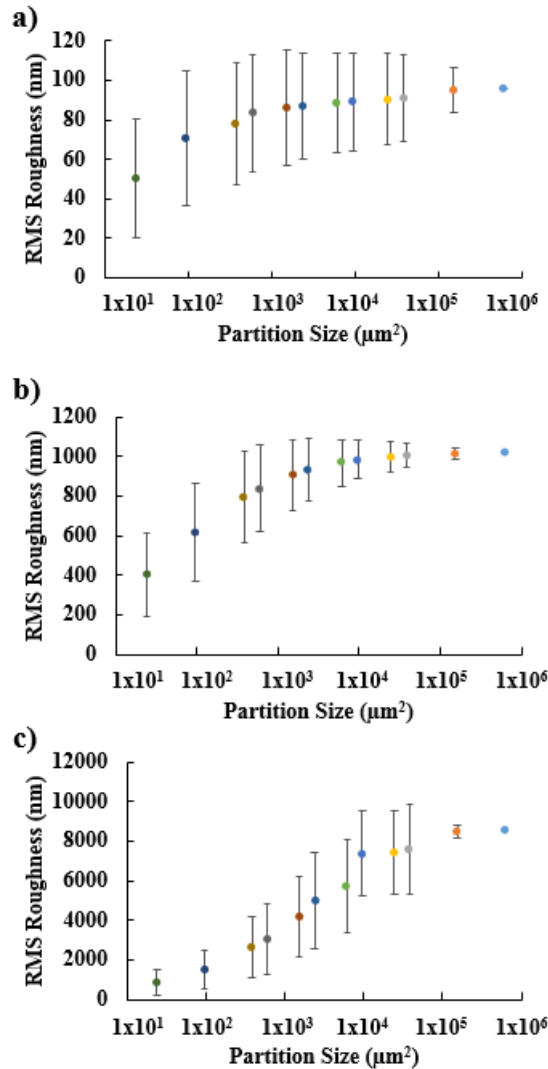 a)
120
100
80
60
40
20
0
RMS Roughness (nm)
1x10¹ 1x10² 1x10³ 1x10⁴ 1x10⁵ 1x10⁶
Partition Size (µm²)
b)
1200
1000
800
600
400
200
0
RMS Roughness (nm)
1x10¹ 1x10² 1x10³ 1x10⁴ 1x10⁵ 1x10⁶
Partition Size (µm²)
c)
12000
10000
8000
6000
4000
2000
0
RMS Roughness (nm)
1x10¹ 1x10² 1x10³ 1x10⁴ 1x10⁵ 1x10⁶
Partition Size (µm²)